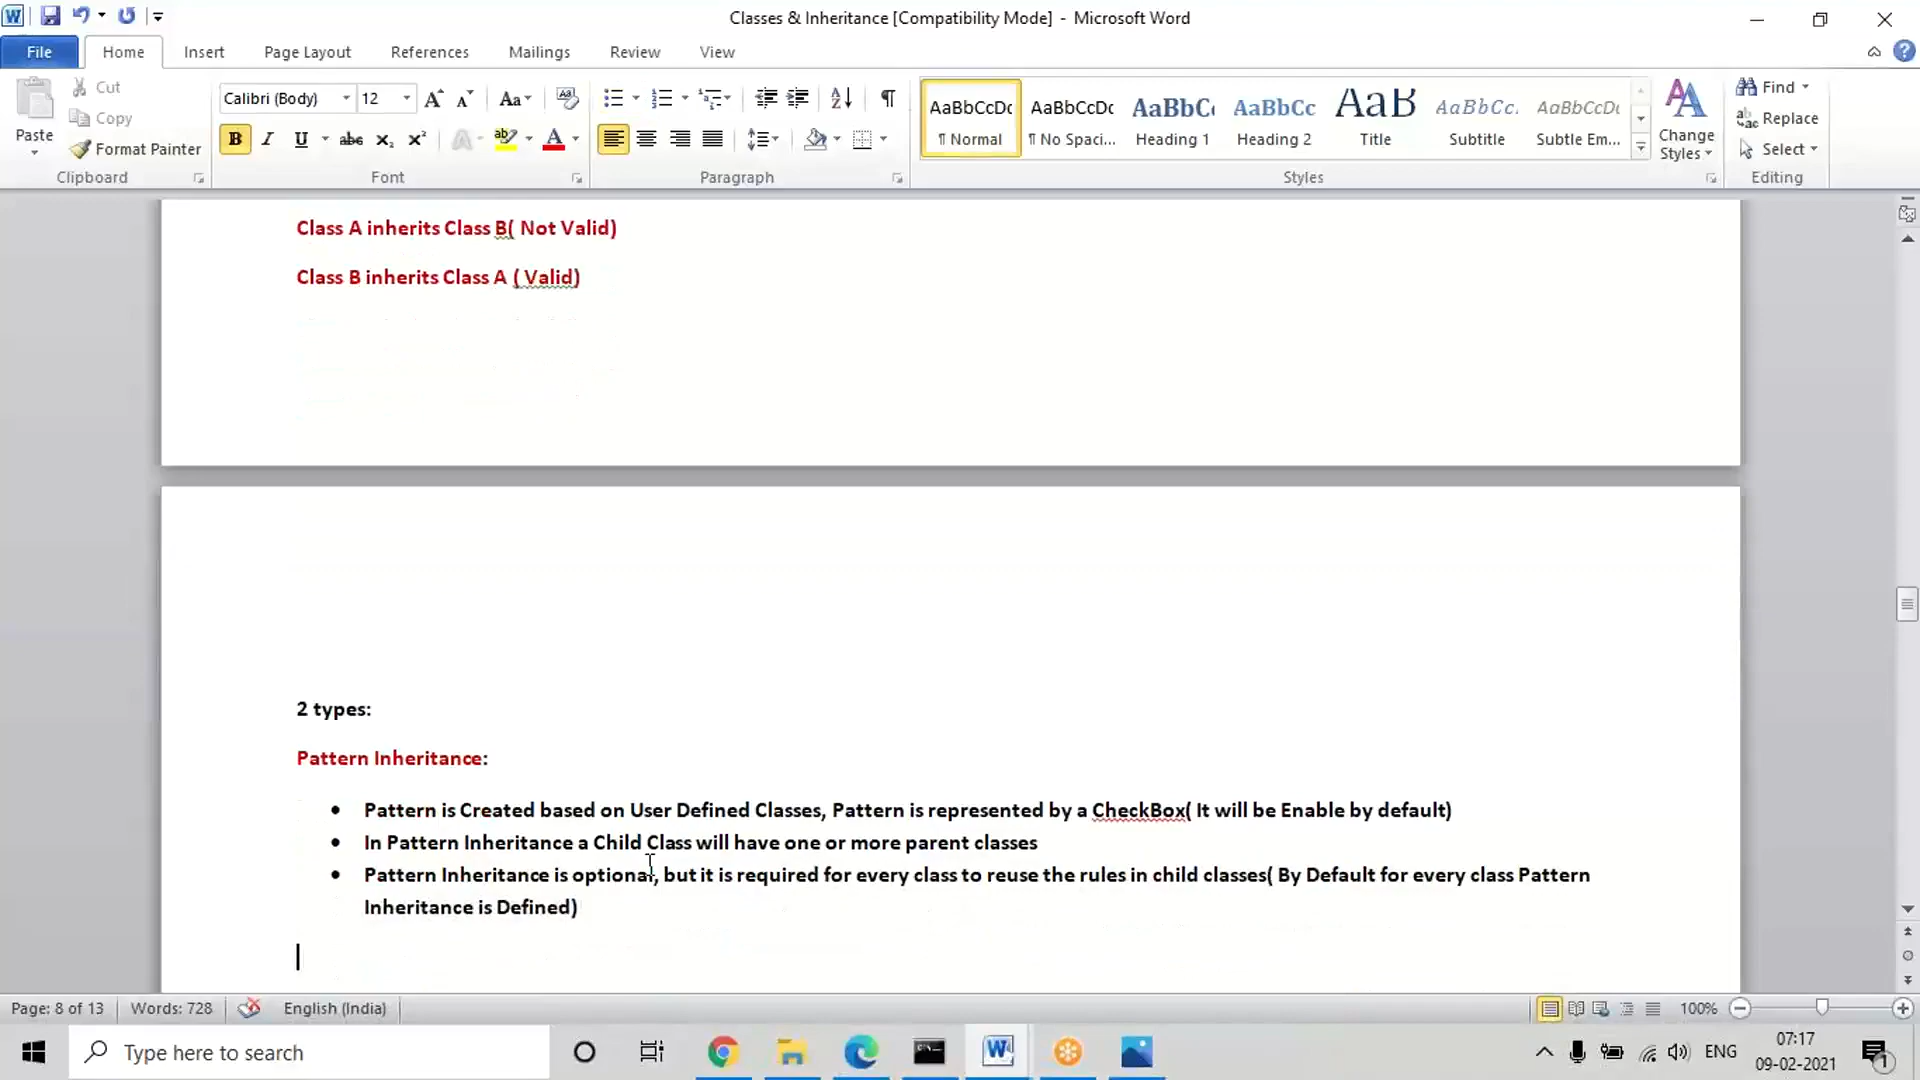 Classes & Inheritance [Compatibility Mode] - Microsoft Word
File Home Insert Page Layout References Mailings Review View
Paste
Cut
Copy
Format Painter
Clipboard
Calibri (Body) 12
Font
Paragraph
AaBbCcDc AaBbCcDc AaBbC AaBbCc AaB AaBbCc. AaBbCcDc
¶ Normal ¶ No Spaci... Heading 1 Heading 2 Title Subtitle Subtle Em...
Change
Styles
Styles
Find
Replace
Select
Editing
Class A inherits Class B( Not Valid)
Class B inherits Class A ( Valid)
2 types:
Pattern Inheritance:
• Pattern is Created based on User Defined Classes, Pattern is represented by a CheckBox( It will be Enable by default)
• In Pattern Inheritance a Child Class will have one or more parent classes
• Pattern Inheritance is optional, but it is required for every class to reuse the rules in child classes( By Default for every class Pattern
Inheritance is Defined)
Page: 8 of 13 Words: 728 English (India) 100%
Type here to search
ENG
07:17
09-02-2021
1